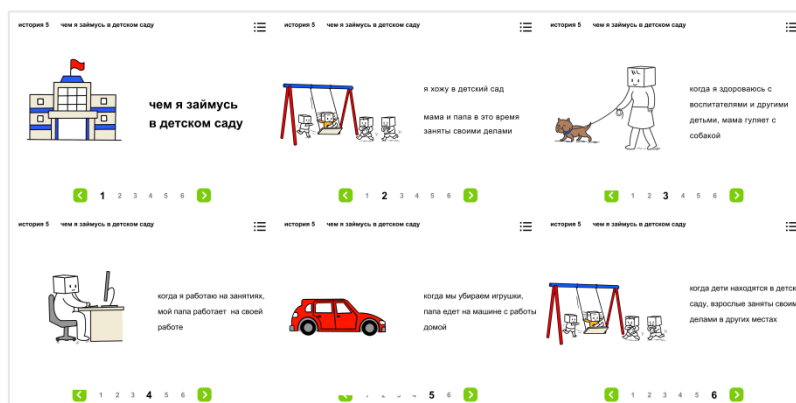 история 5 чем я займусь в детском саду
чем я займусь
в детском саду
1 2 3 4 5 6
история 5 чем я займусь в детском саду
я хожу в детский сад
мама и папа в это время
заняты своими делами
1 2 3 4 5 6
история 5 чем я займусь в детском саду
когда я здороваюсь с
воспитателями и другими
детьми, мама гуляет с
собакой
1 2 3 4 5 6
история 5 чем я займусь в детском саду
когда я работаю на занятиях,
мой папа работает на своей
работе
1 2 3 4 5 6
история 5 чем я займусь в детском саду
когда мы убираем игрушки,
папа едет на машине с работы
домой
5 6
история 5 чем я займусь в детском саду
когда дети находятся в детск
саду, взрослые заняты своим
делами в других местах
1 2 3 4 5 6